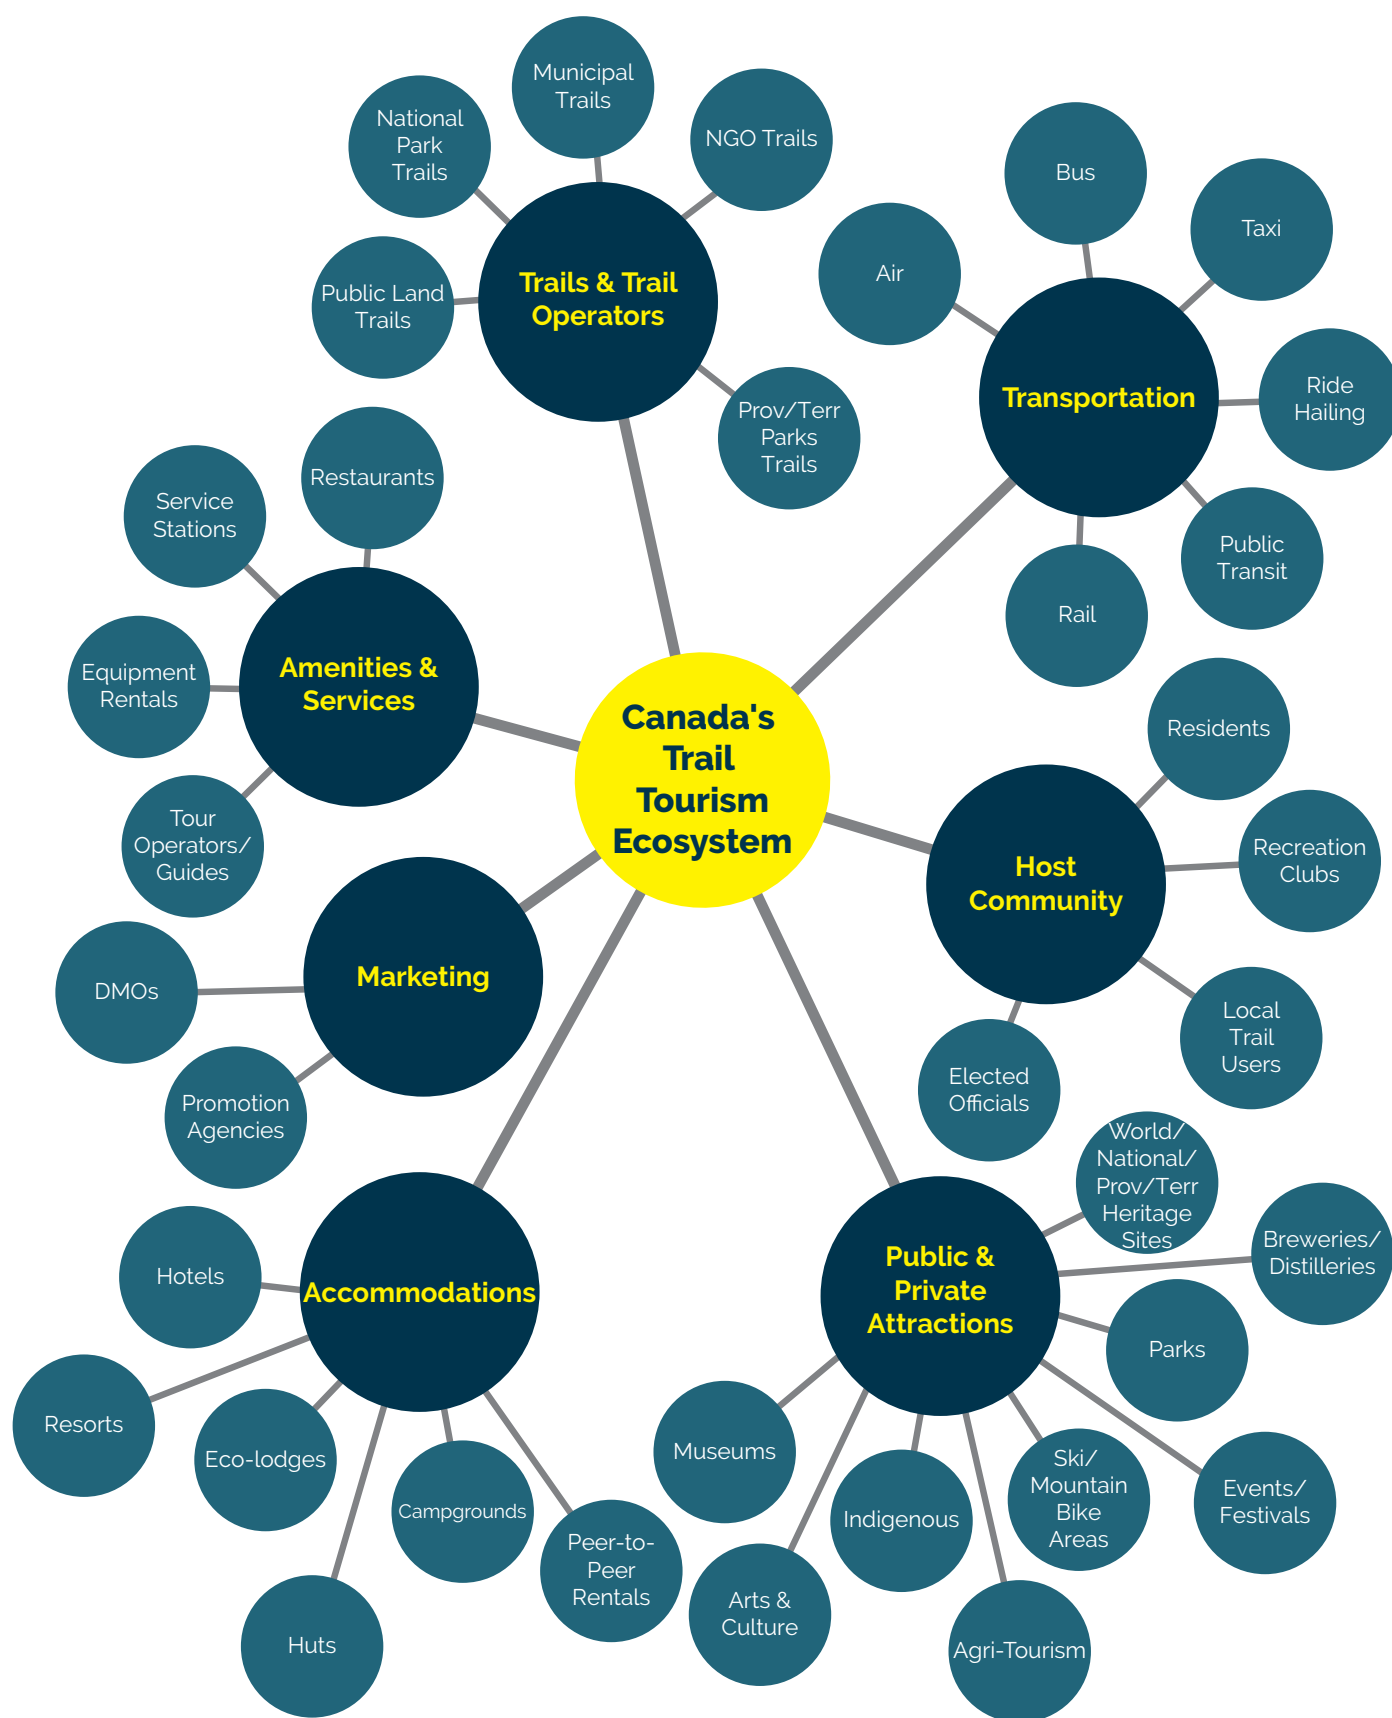 Canada's
Trail
Tourism
Ecosystem
Trails & Trail
Operators
Public Land
Trails
National
Park
Trails
Municipal
Trails
NGO Trails
Prov/Terr
Parks
Trails
Transportation
Air
Bus
Taxi
Ride
Hailing
Public
Transit
Rail
Host
Community
Residents
Recreation
Clubs
Local
Trail
Users
Elected
Officials
Public &
Private
Attractions
World/
National/
Prov/Terr
Heritage
Sites
Breweries/
Distilleries
Parks
Events/
Festivals
Ski/
Mountain
Bike
Areas
Agri-Tourism
Indigenous
Arts &
Culture
Museums
Accommodations
Hotels
Resorts
Eco-lodges
Huts
Campgrounds
Peer-to-
Peer
Rentals
Marketing
DMOs
Promotion
Agencies
Amenities &
Services
Restaurants
Service
Stations
Equipment
Rentals
Tour
Operators/
Guides